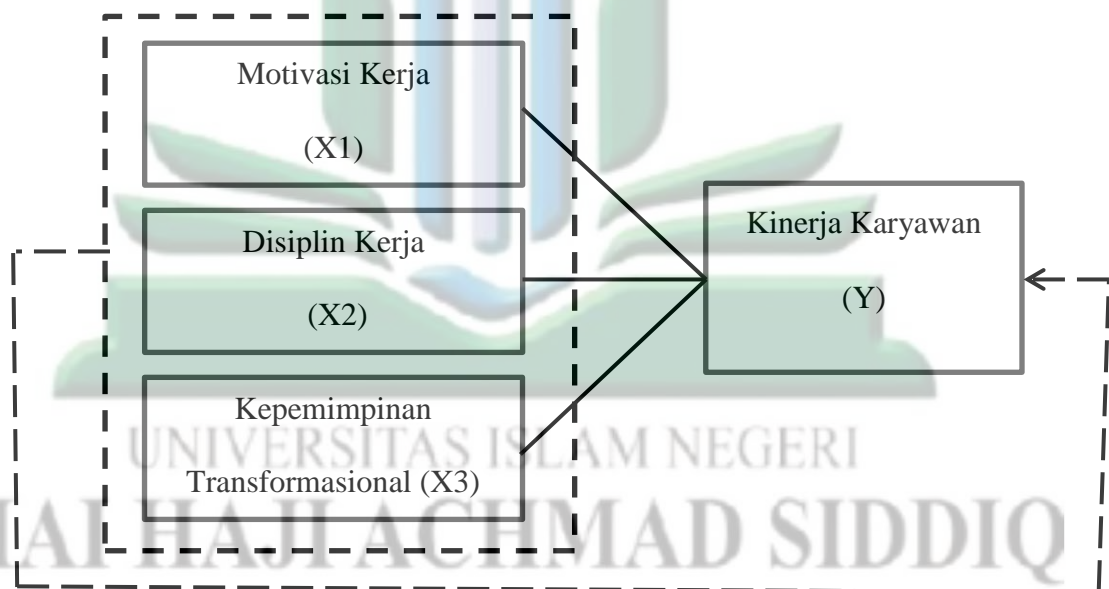 Motivasi Kerja
(X1)
Disiplin Kerja
(X2)
Kepemimpinan
Transformasional (X3)
Kinerja Karyawan
(Y)
UNIVERSITAS ISLAM NEGERI
HAJI ACHMAD SIDDIQ